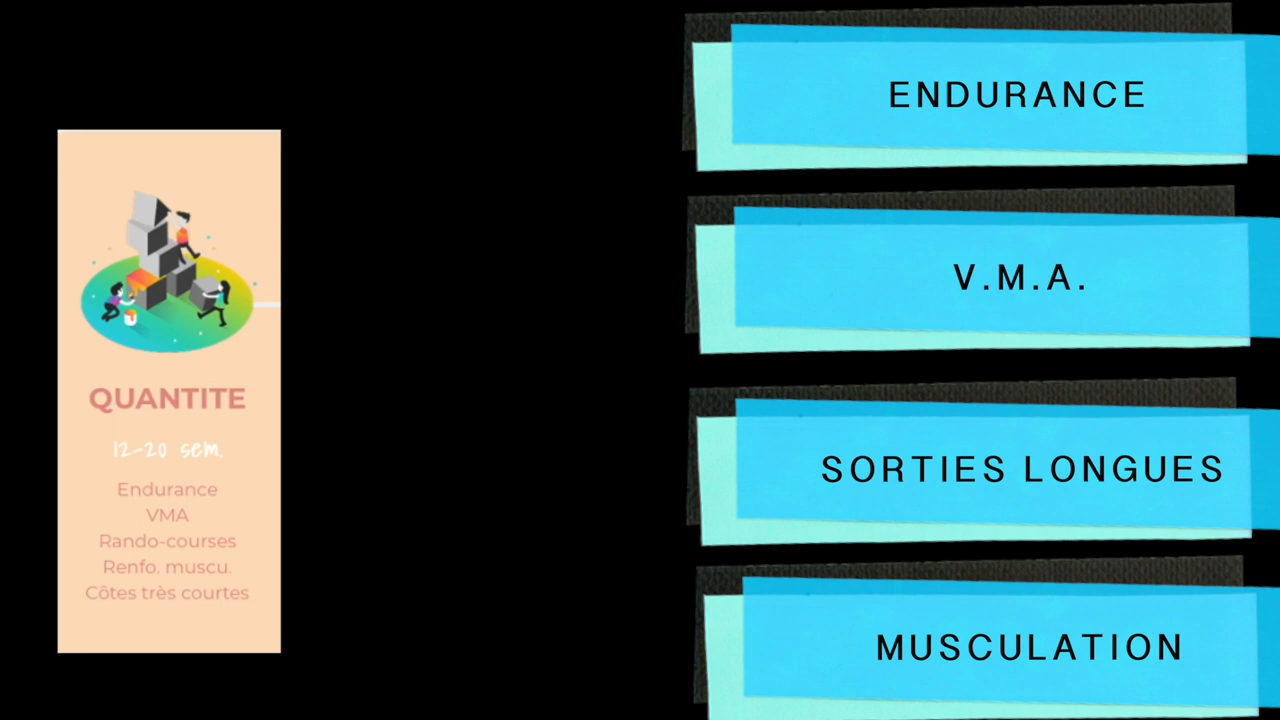 QUANTITE
12-20 sem.
Endurance
VMA
Rando-courses
Renfo. muscu.
Côtes très courtes
ENDURANCE
V.M.A.
SORTIES LONGUES
MUSCULATION